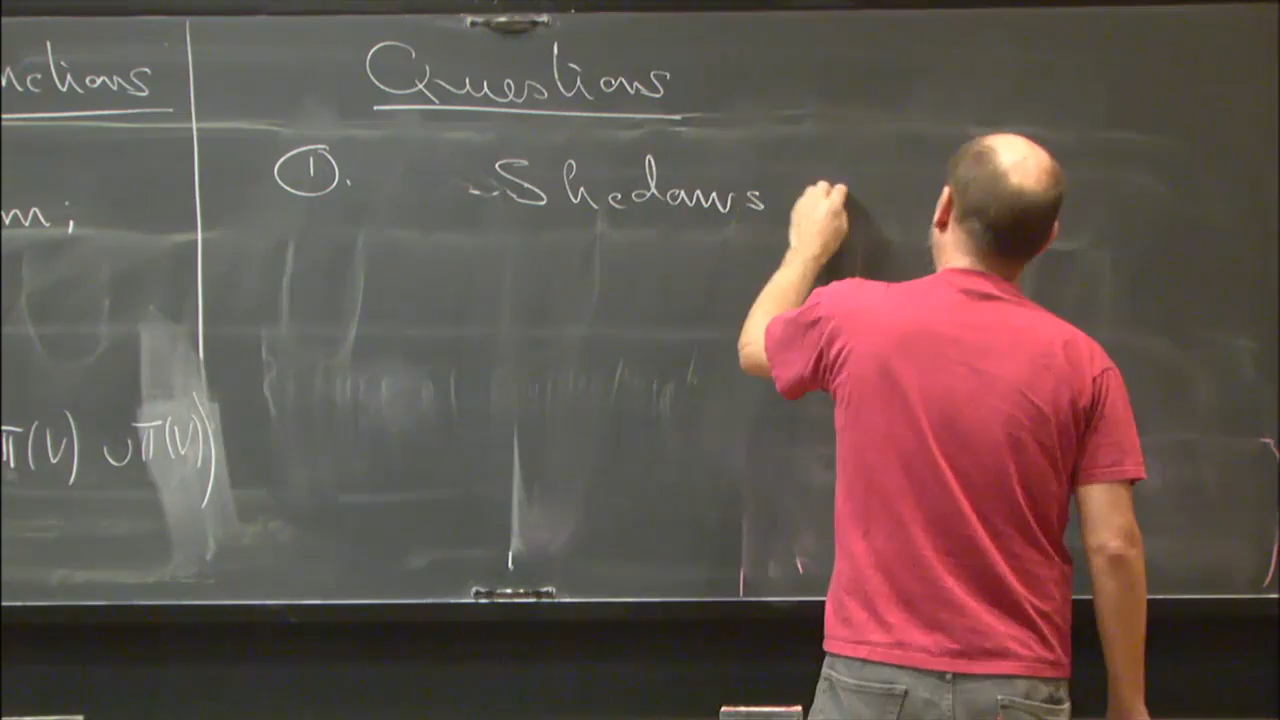 nctions
m;
π(V) ∪ π(V))
Questions
①.
"Shadows